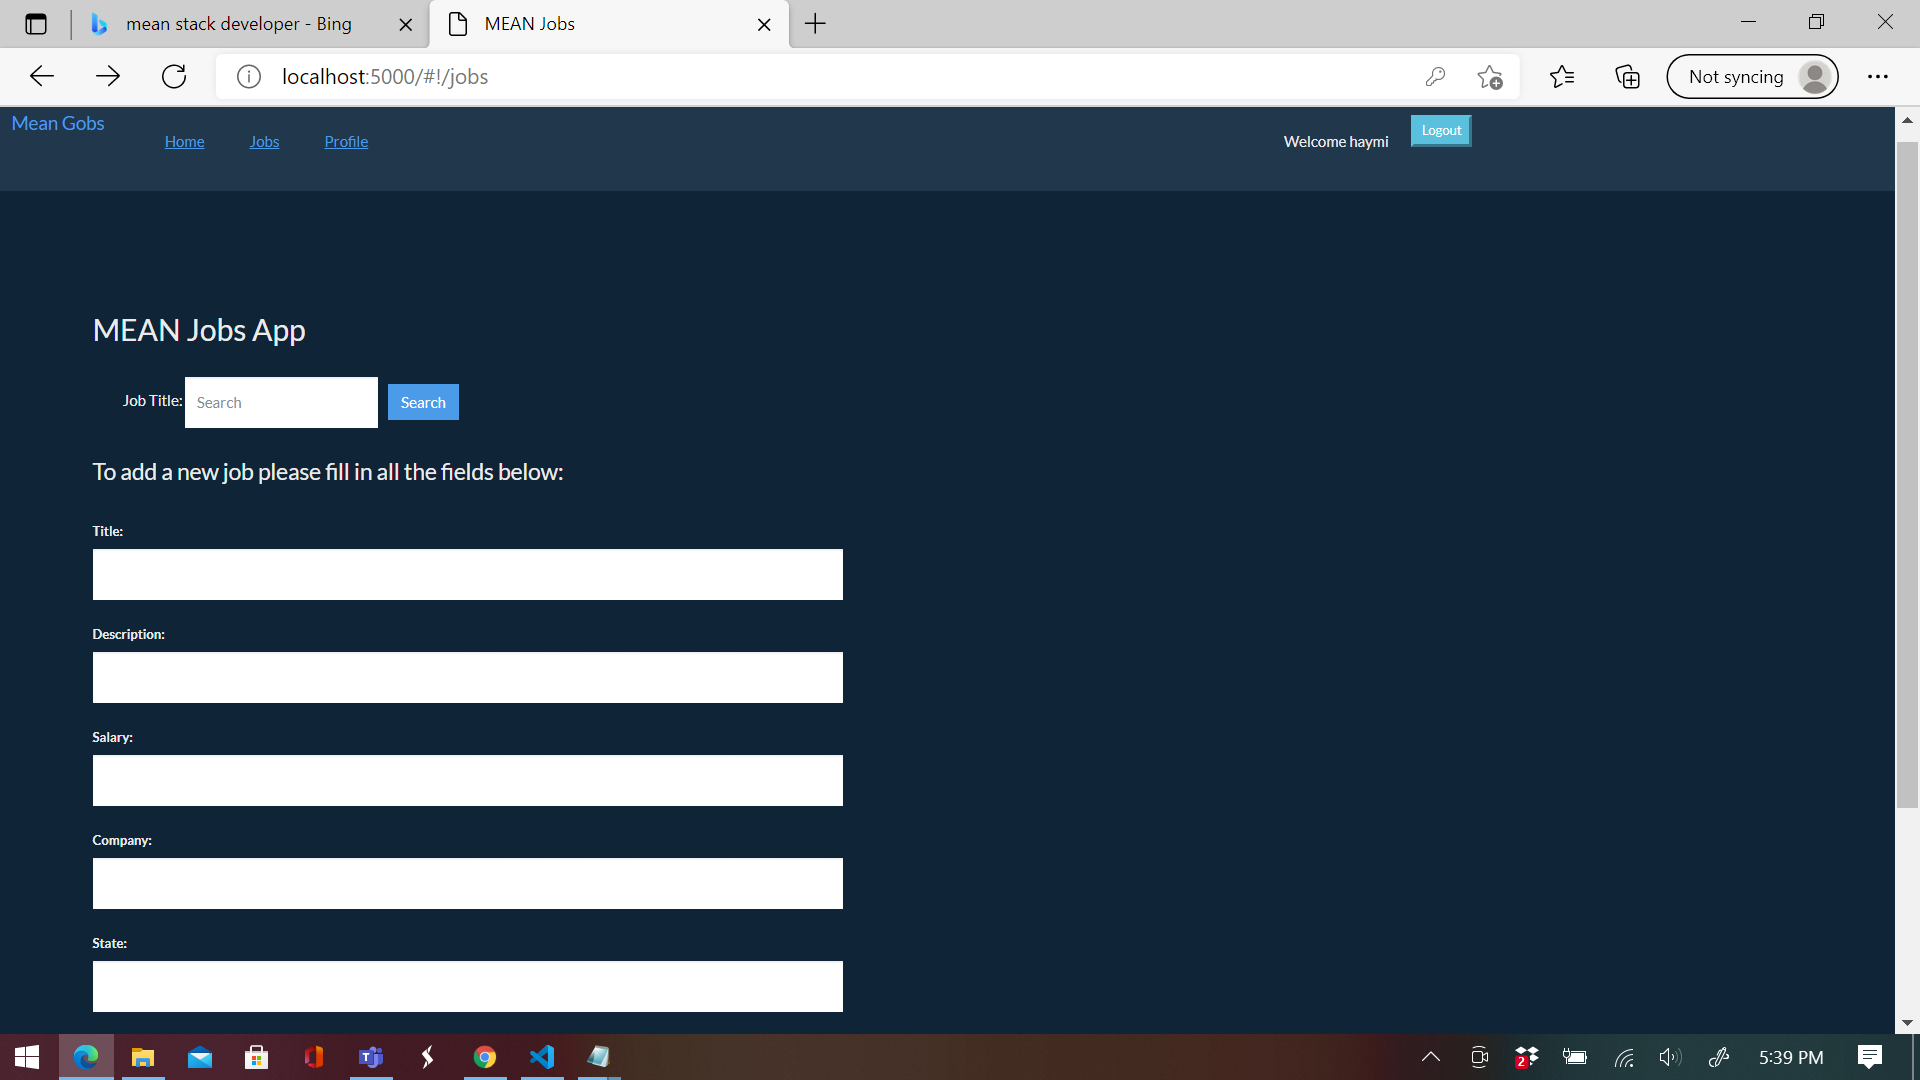 mean stack developer - Bing
MEAN Jobs
localhost:5000/#!/jobs
Not syncing
Mean Gobs
Home Jobs Profile
Welcome haymi
Logout
MEAN Jobs App
Job Title: Search Search
To add a new job please fill in all the fields below:
Title:
Description:
Salary:
Company:
State:
2
5:39 PM